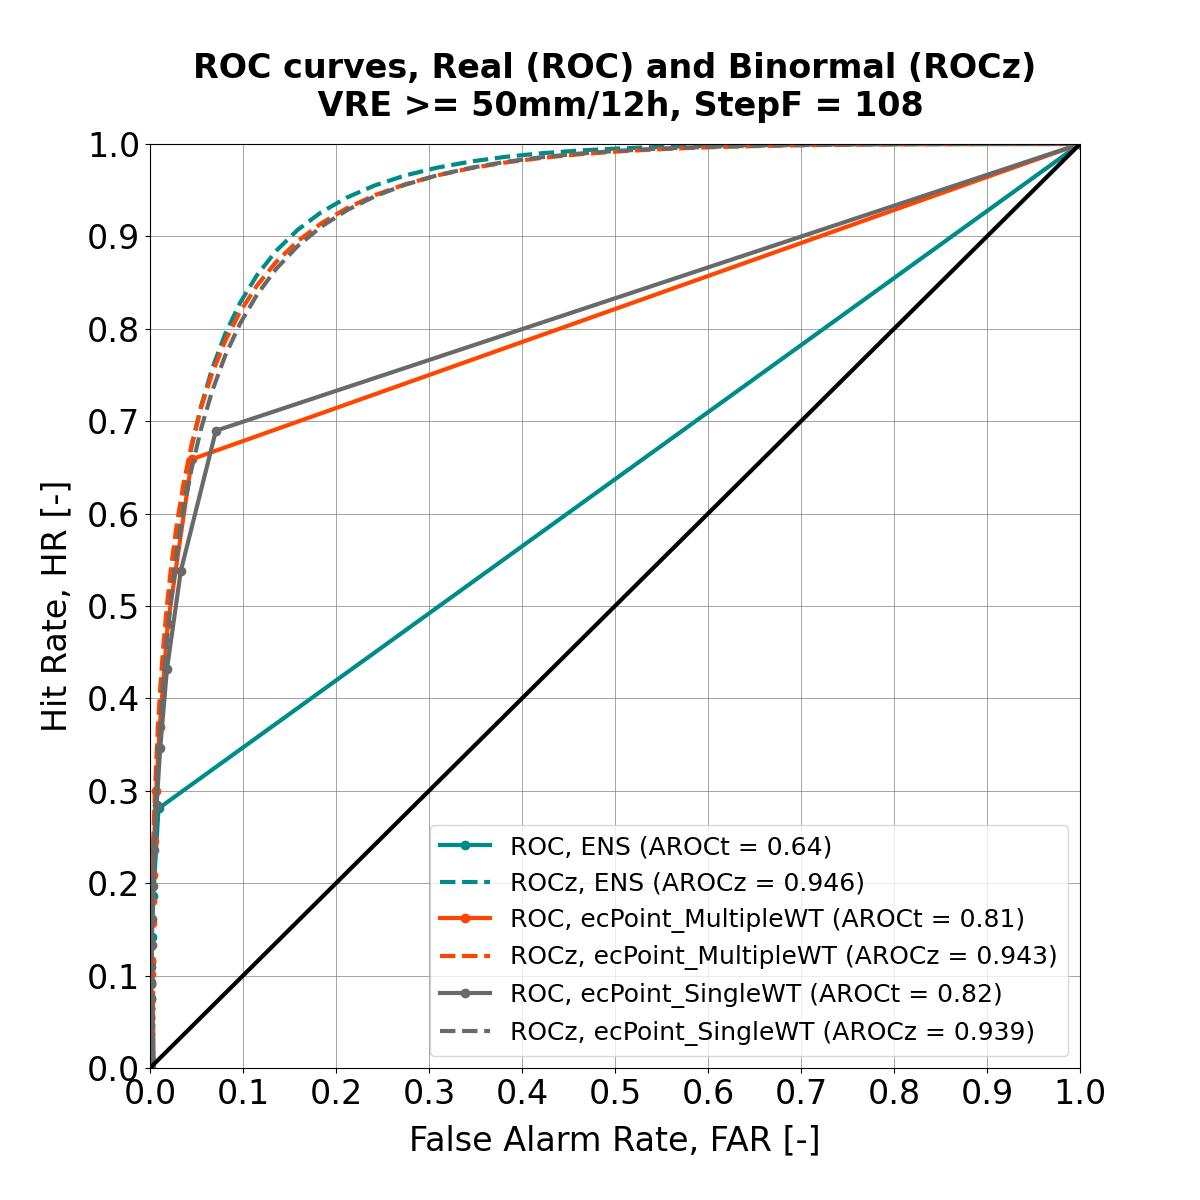 ROC curves, Real (ROC) and Binormal (ROCz)
VRE >= 50mm/12h, StepF = 108
1.0
0.9
0.8
0.7
0.6
0.5
0.4
0.3
0.2
0.1
0.0
Hit Rate, HR [-]
ROC, ENS (AROCt = 0.64)
ROCz, ENS (AROCz = 0.946)
ROC, ecPoint_MultipleWT (AROCt = 0.81)
ROCz, ecPoint_MultipleWT (AROCz = 0.943)
ROC, ecPoint_SingleWT (AROCt = 0.82)
ROCz, ecPoint_SingleWT (AROCz = 0.939)
0.0 0.1 0.2 0.3 0.4 0.5 0.6 0.7 0.8 0.9 1.0
False Alarm Rate, FAR [-]